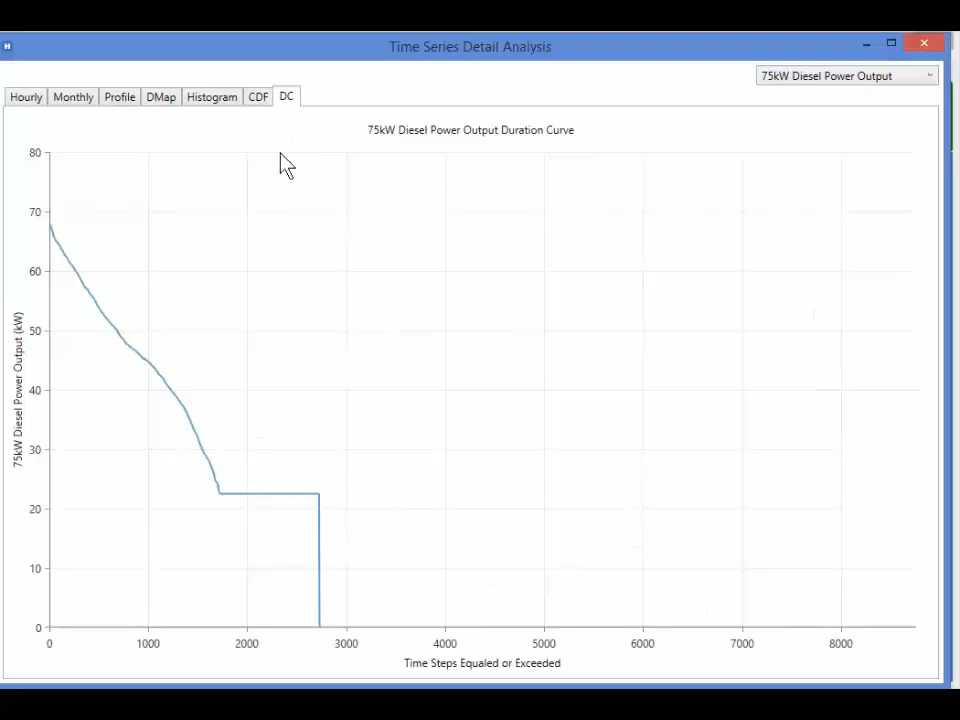 H
Time Series Detail Analysis
75kW Diesel Power Output
Hourly Monthly Profile DMap Histogram CDF DC
75kW Diesel Power Output Duration Curve
80
70
60
50
40
30
20
10
0
75kW Diesel Power Output (kW)
0 1000 2000 3000 4000 5000 6000 7000 8000
Time Steps Equaled or Exceeded